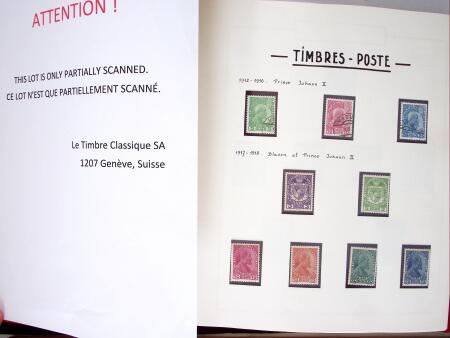 ATTENTION !
THIS LOT IS ONLY PARTIALLY SCANNED.
CE LOT N'EST QUE PARTIELLEMENT SCANNÉ.
Le Timbre Classique SA
1207 Genève, Suisse
— TIMBRES-POSTE —
1912-1916. Prince Johann II
1917-1918. Blason et Prince Johann II